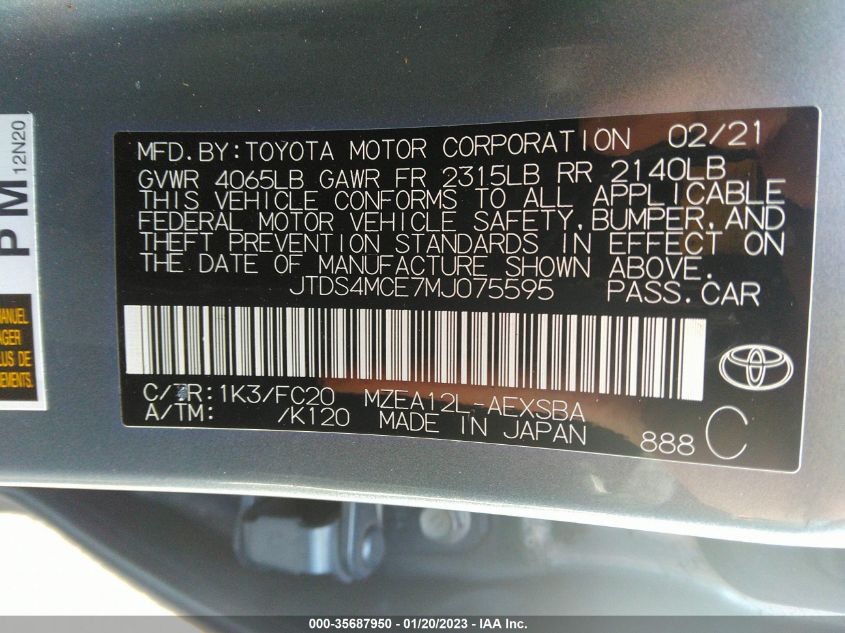 MFD.BY:TOYOTA MOTOR CORPORATION 02/21
GVWR 4065LB GAWR FR 2315LB RR 2140LB
THIS VEHICLE CONFORMS TO ALL APPLICABLE
FEDERAL MOTOR VEHICLE SAFETY,BUMPER,AND
THEFT PREVENTION STANDARDS IN EFFECT ON
THE DATE OF MANUFACTURE SHOWN ABOVE.
JTDS4MCE7MJ075595 PASS.CAR
C/TR:1K3/FC20 MZEA12L-AEXSBA
A/TM: /K120 MADE IN JAPAN
888 C
PM
12N20
MANUEL
LUS DE
000-35687950 / 01/20/2023 - IAA Inc.